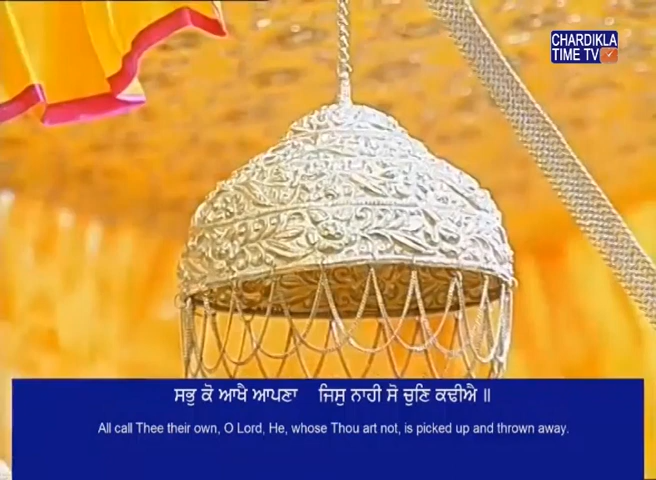 CHARDIKLA
TIME TV
ਸਭੁ ਕੋ ਆਖੈ ਆਪਣਾ ਜਿਸੁ ਨਾਹੀ ਸੋ ਚੁਣਿ ਕਢੀਐ ॥
All call Thee their own, O Lord, He, whose Thou art not, is picked up and thrown away.